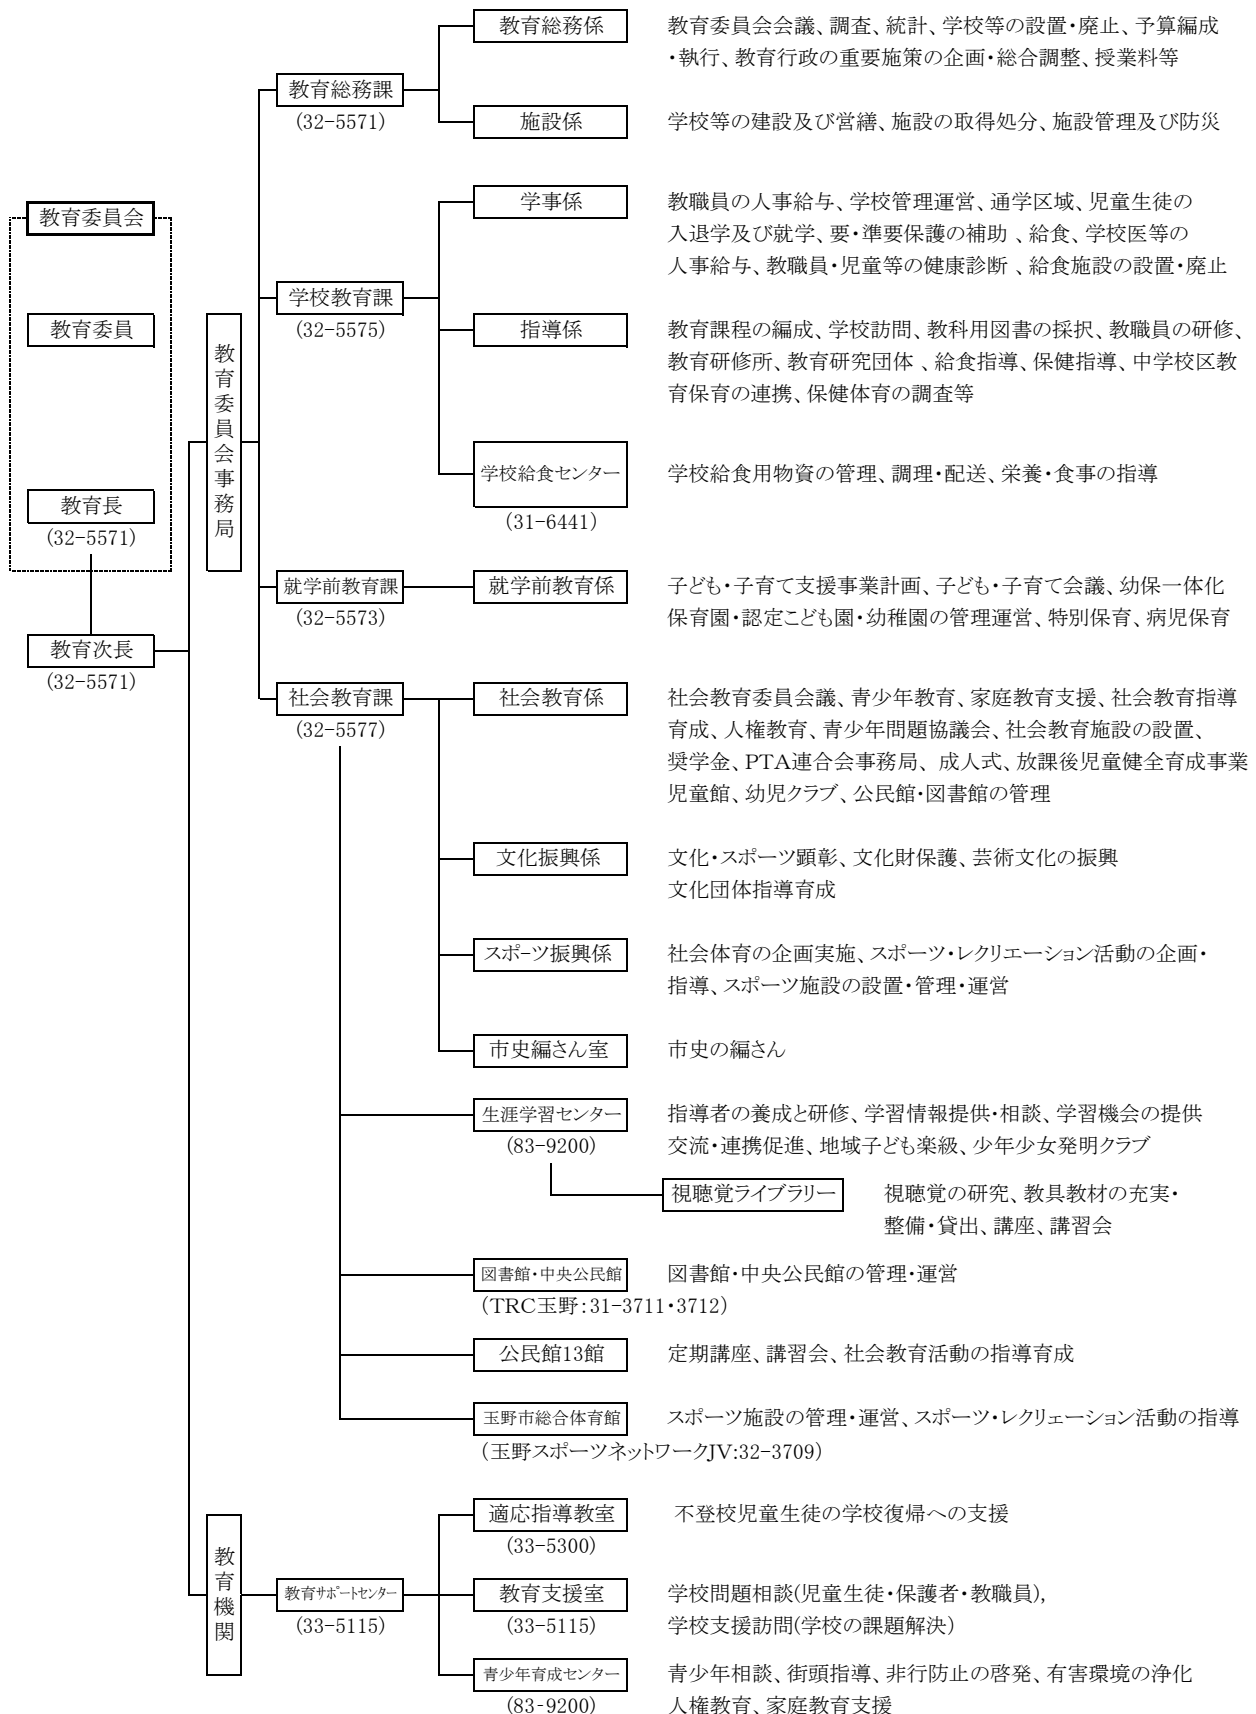 教育総務係
教育委員会会議、調査、統計、学校等の設置・廃止、予算編成
・執行、教育行政の重要施策の企画・総合調整、授業料等
教育総務課
(32-5571)
施設係
学校等の建設及び営繕、施設の取得処分、施設管理及び防災
教育委員会
教育委員
教育長
(32-5571)
教育次長
(32-5571)
教育委員会事務局
学事係
教職員の人事給与、学校管理運営、通学区域、児童生徒の
入退学及び就学、要・準要保護の補助 、給食、学校医等の
人事給与、教職員・児童等の健康診断 、給食施設の設置・廃止
学校教育課
(32-5575)
指導係
教育課程の編成、学校訪問、教科用図書の採択、教職員の研修、
教育研修所、教育研究団体 、給食指導、保健指導、中学校区教
育保育の連携、保健体育の調査等
学校給食センター
(31-6441)
学校給食用物資の管理、調理・配送、栄養・食事の指導
就学前教育課
(32-5573)
就学前教育係
子ども・子育て支援事業計画、子ども・子育て会議、幼保一体化
保育園・認定こども園・幼稚園の管理運営、特別保育、病児保育
社会教育課
(32-5577)
社会教育係
社会教育委員会議、青少年教育、家庭教育支援、社会教育指導
育成、人権教育、青少年問題協議会、社会教育施設の設置、
奨学金、PTA連合会事務局、 成人式、放課後児童健全育成事業
児童館、幼児クラブ、公民館・図書館の管理
文化振興係
文化・スポーツ顕彰、文化財保護、芸術文化の振興
文化団体指導育成
スポーツ振興係
社会体育の企画実施、スポーツ・レクリエーション活動の企画・
指導、スポーツ施設の設置・管理・運営
市史編さん室
市史の編さん
生涯学習センター
(83-9200)
指導者の養成と研修、学習情報提供・相談、学習機会の提供
交流・連携促進、地域子ども楽級、少年少女発明クラブ
視聴覚ライブラリー
視聴覚の研究、教具教材の充実・
整備・貸出、講座、講習会
図書館・中央公民館
(TRC玉野:31-3711・3712)
図書館・中央公民館の管理・運営
公民館13館
定期講座、講習会、社会教育活動の指導育成
玉野市総合体育館
(玉野スポーツネットワークJV:32-3709)
スポーツ施設の管理・運営、スポーツ・レクリェーション活動の指導
教育機関
教育サポートセンター
(33-5115)
適応指導教室
(33-5300)
不登校児童生徒の学校復帰への支援
教育支援室
(33-5115)
学校問題相談(児童生徒・保護者・教職員),
学校支援訪問(学校の課題解決)
青少年育成センター
(83-9200)
青少年相談、街頭指導、非行防止の啓発、有害環境の浄化
人権教育、家庭教育支援